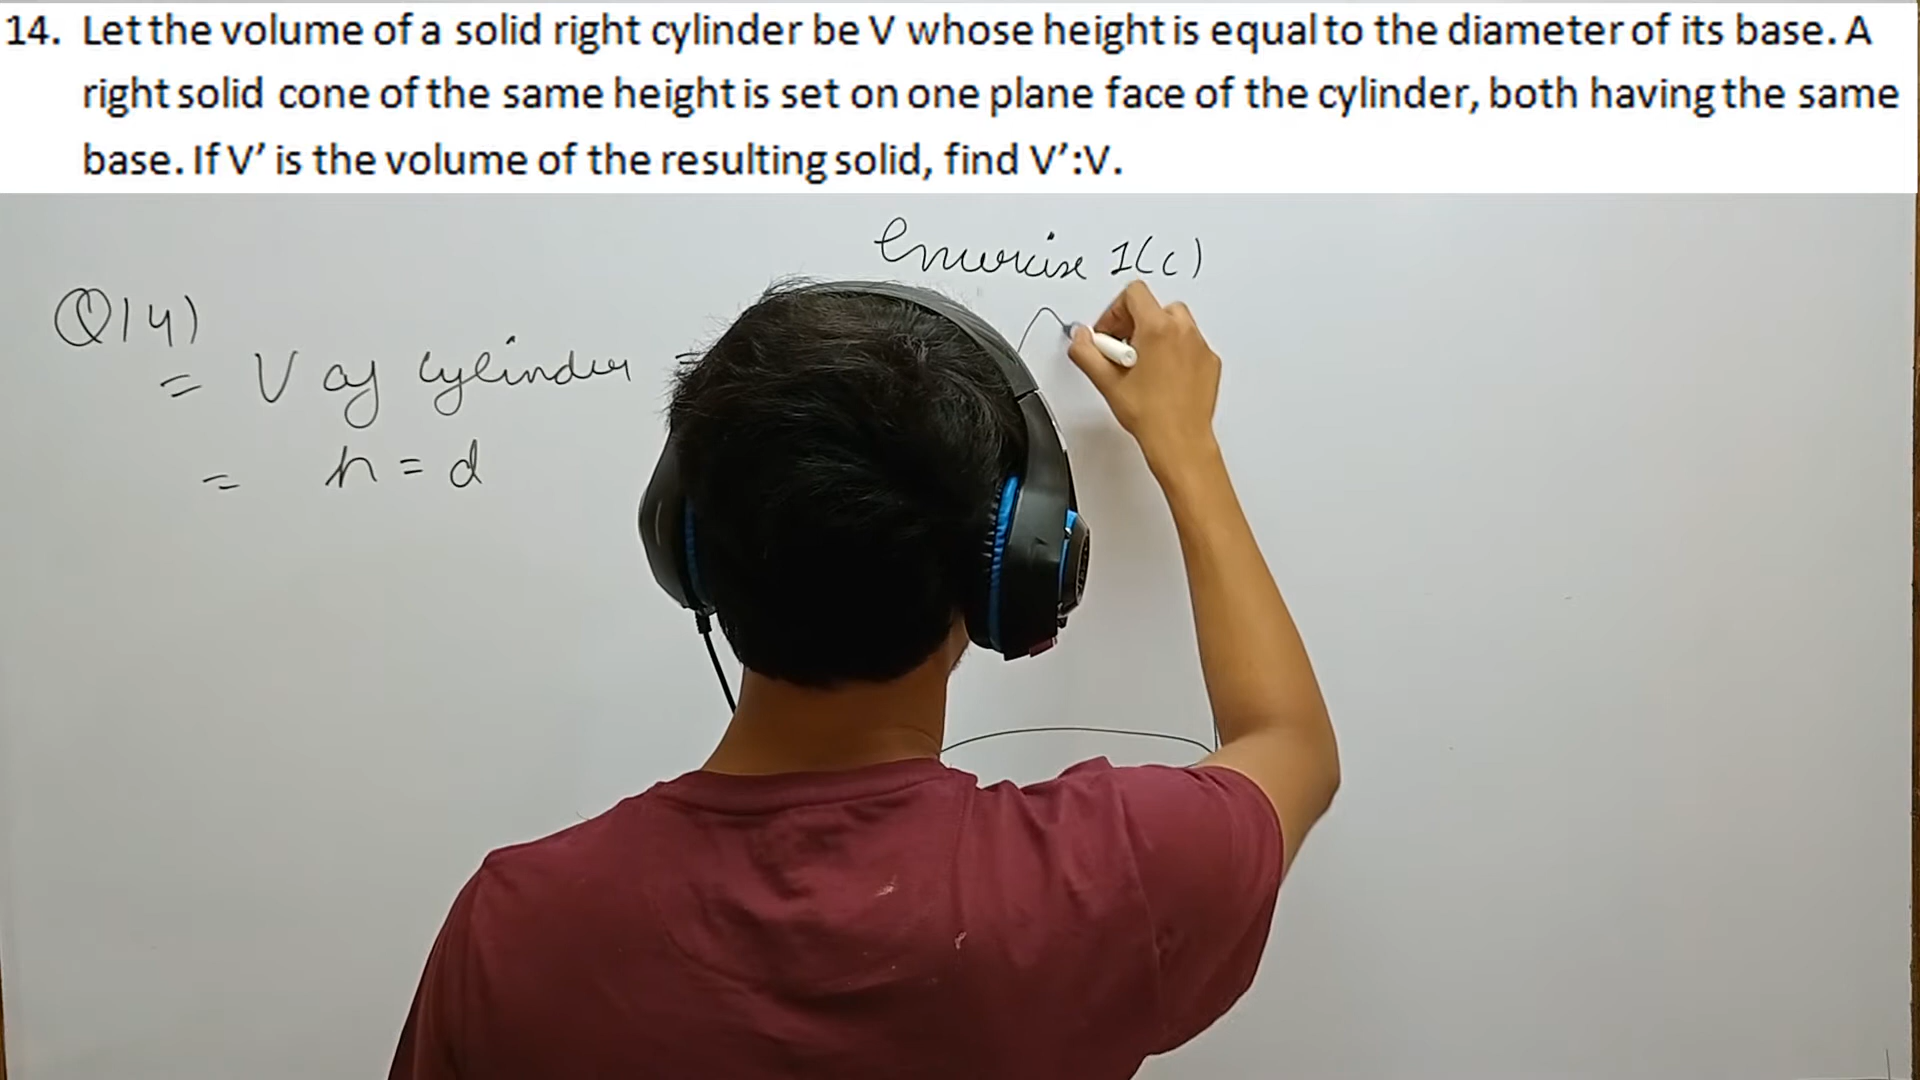 14. Let the volume of a solid right cylinder be V whose height is equal to the diameter of its base. A
right solid cone of the same height is set on one plane face of the cylinder, both having the same
base. If V’ is the volume of the resulting solid, find V’:V.
Exercise 1(c)
Q14)
= V of cylinder =
= h = d